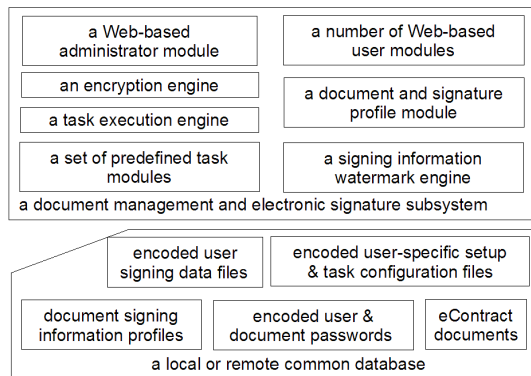 a Web-based
administrator module
a number of Web-based
user modules
an encryption engine
a document and signature
profile module
a task execution engine
a set of predefined task
modules
a signing information
watermark engine
a document management and electronic signature subsystem
encoded user
signing data files
encoded user-specific setup
& task configuration files
document signing
information profiles
encoded user &
document passwords
eContract
documents
a local or remote common database